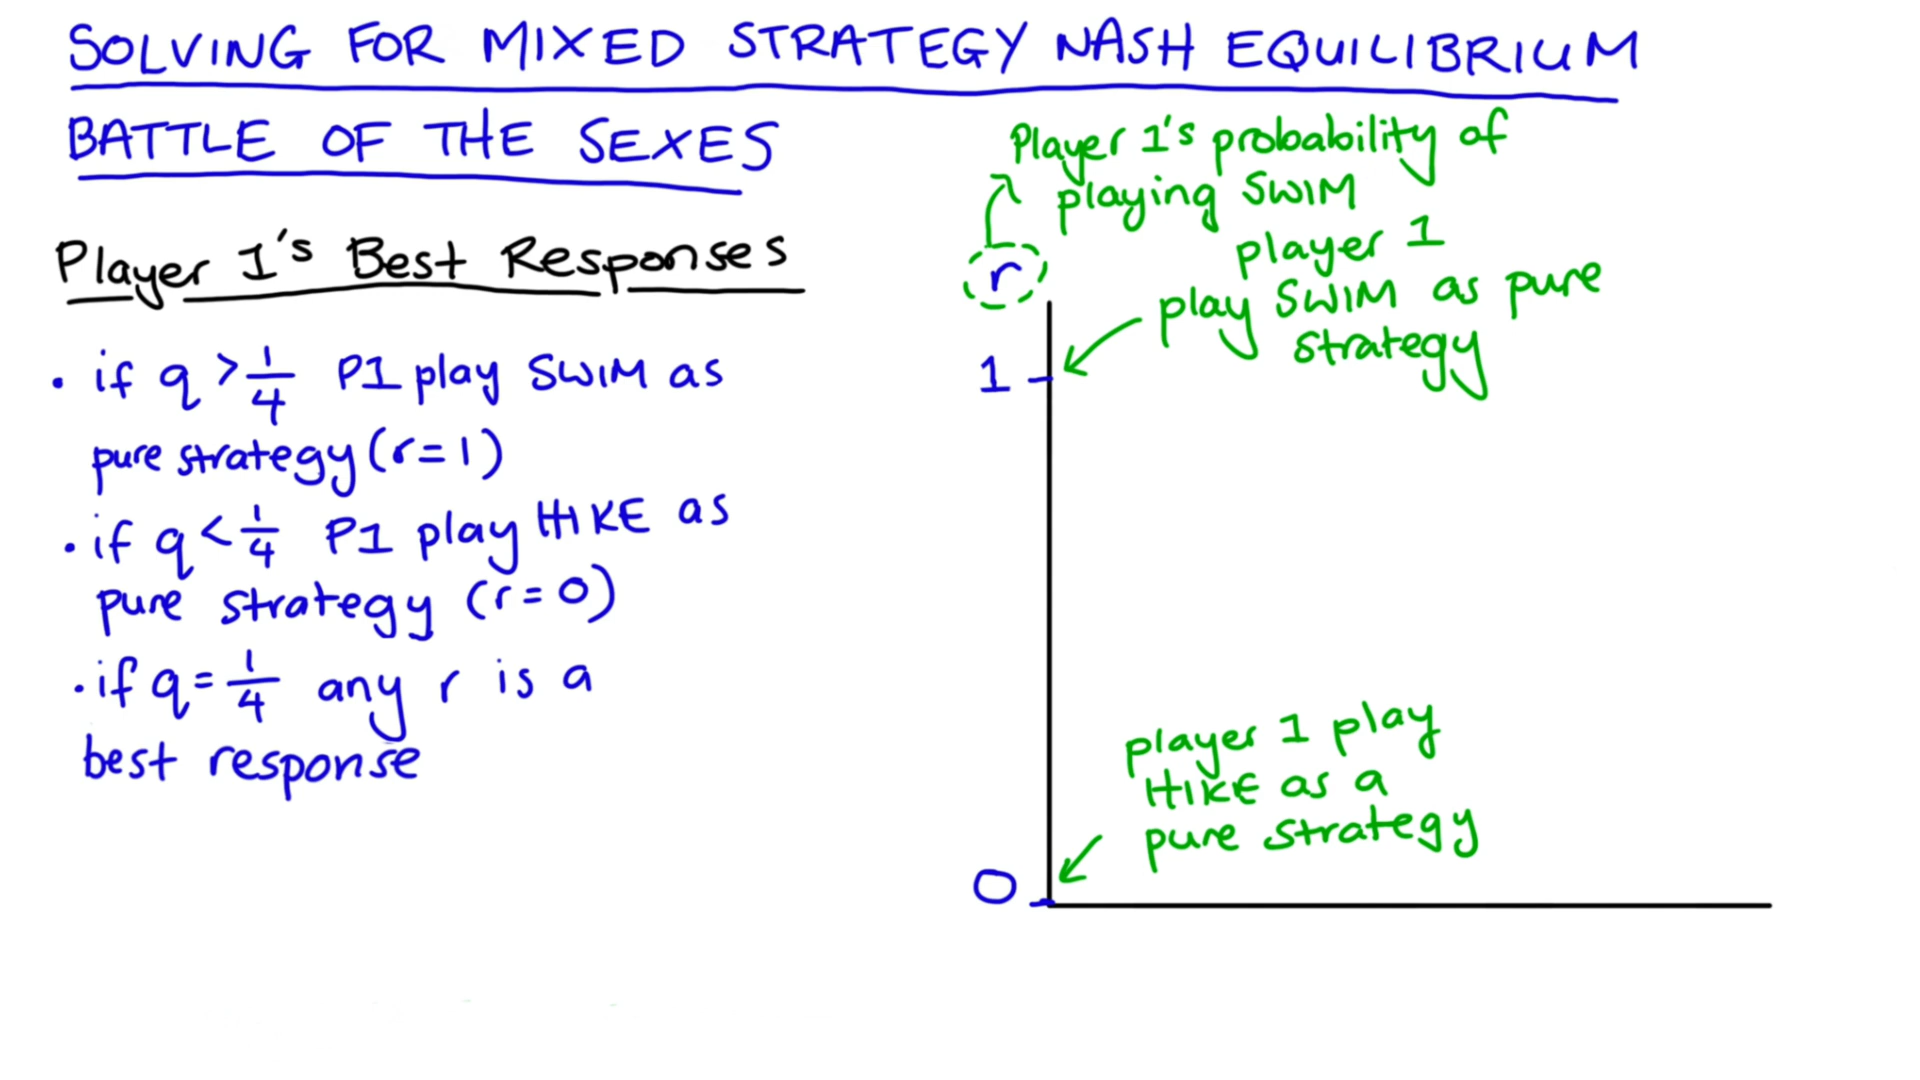 SOLVING FOR MIXED STRATEGY NASH EQUILIBRIUM
BATTLE OF THE SEXES
Player 1's Best Responses
• if q > 1/4 P1 play SWIM as
pure strategy (r = 1)
• if q < 1/4 P1 play HIKE as
pure strategy (r = 0)
• if q = 1/4 any r is a
best response
Player 1's probability of
playing SWIM
r
player 1
play SWIM as pure
strategy
1
player 1 play
HIKE as a
pure strategy
0